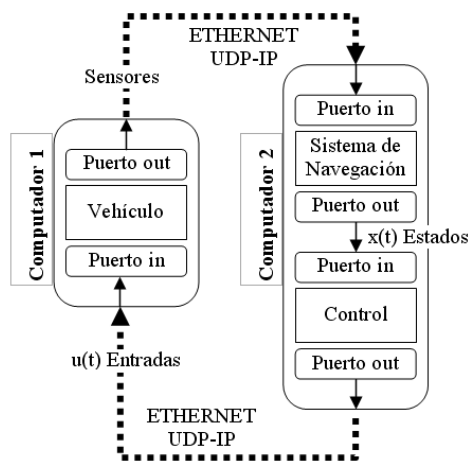 ETHERNET
UDP-IP
Sensores
Computador 1
Puerto out
Vehículo
Puerto in
u(t) Entradas
Computador 2
Puerto in
Sistema de
Navegación
Puerto out
x(t) Estados
Puerto in
Control
Puerto out
ETHERNET
UDP-IP